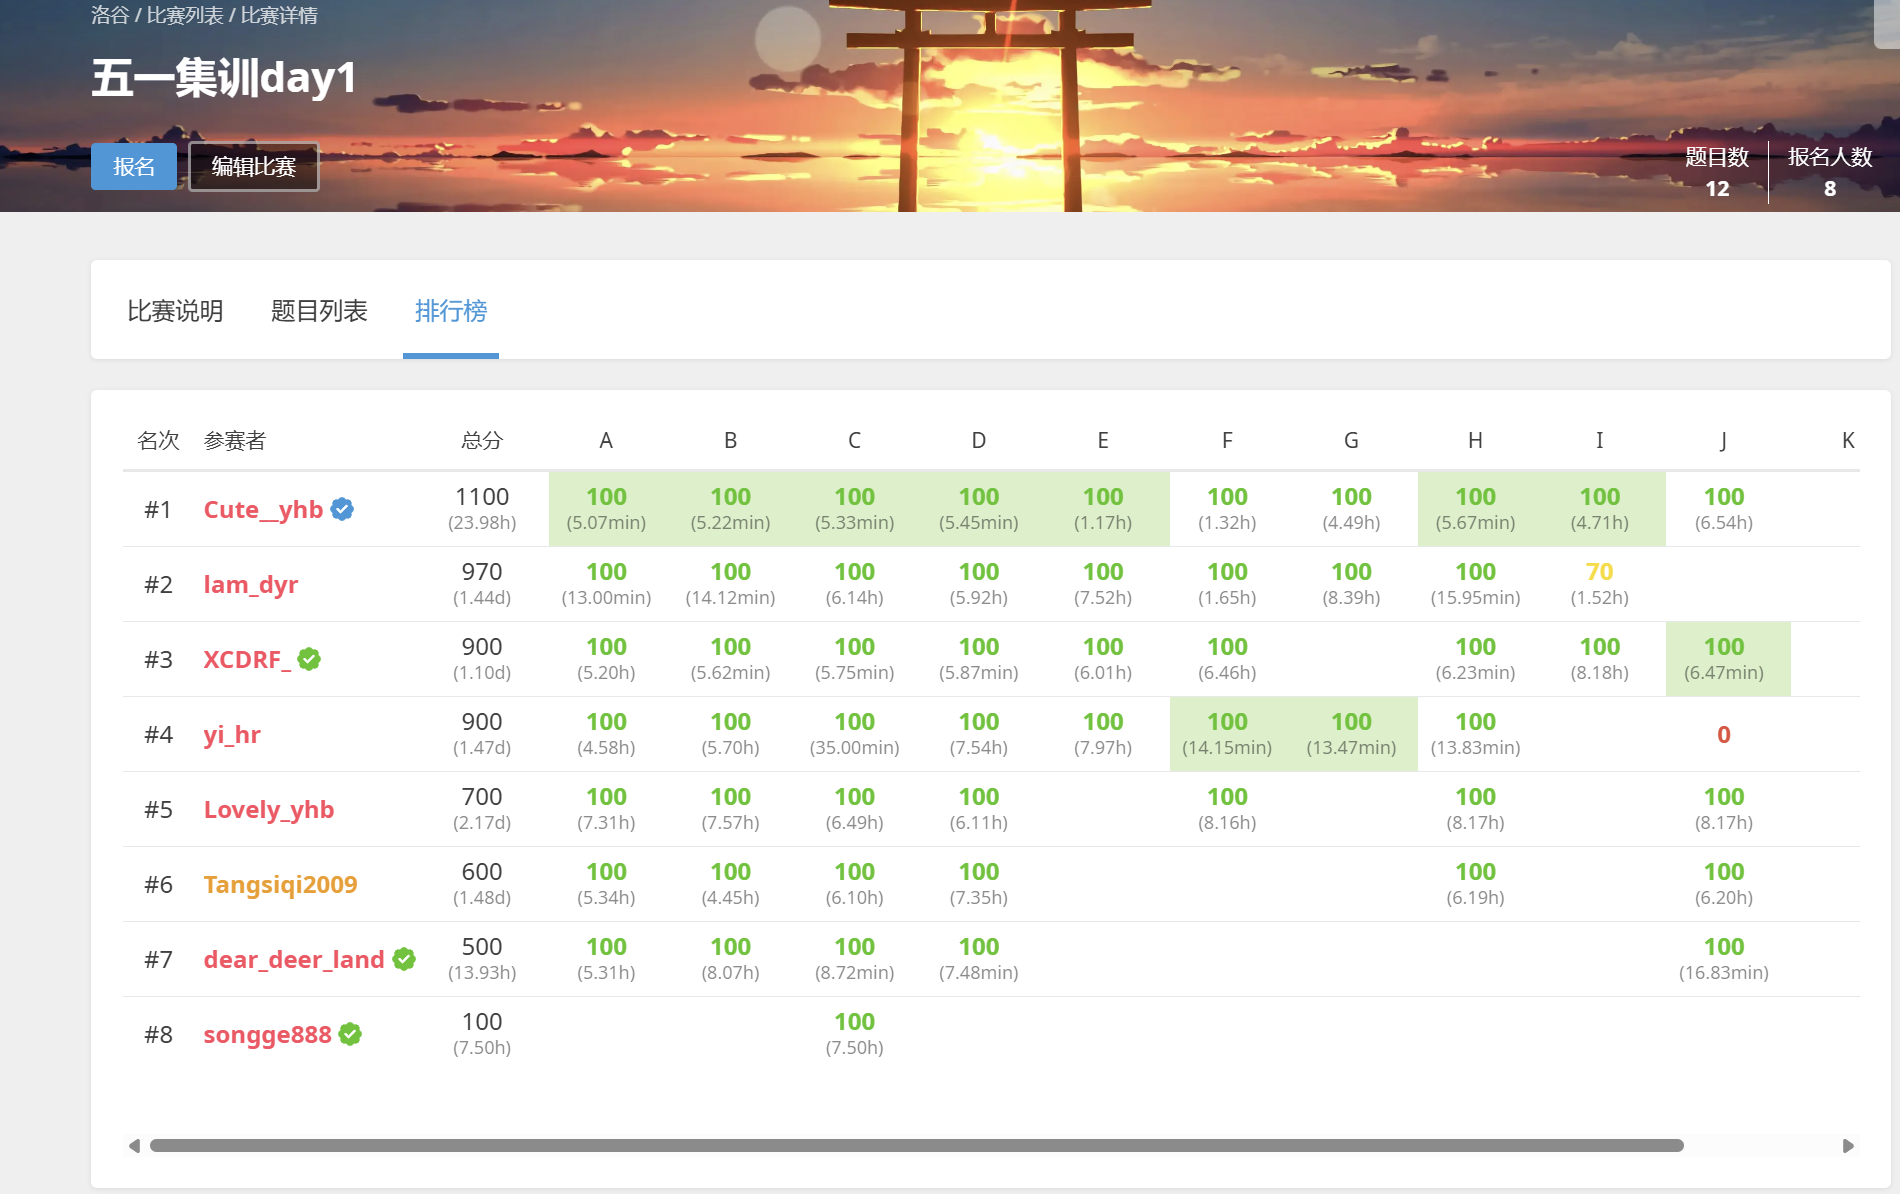 洛谷 / 比赛列表 / 比赛详情
五一集训day1
报名 编辑比赛
题目数 报名人数
12 8
比赛说明 题目列表 排行榜
名次 参赛者 总分 A B C D E F G H I J K
#1 Cute__yhb 1100 100 100 100 100 100 100 100 100 100 100
(23.98h) (5.07min) (5.22min) (5.33min) (5.45min) (1.17h) (1.32h) (4.49h) (5.67min) (4.71h) (6.54h)
#2 lam_dyr 970 100 100 100 100 100 100 100 100 70
(1.44d) (13.00min) (14.12min) (6.14h) (5.92h) (7.52h) (1.65h) (8.39h) (15.95min) (1.52h)
#3 XCDRF_ 900 100 100 100 100 100 100 100 100 100
(1.10d) (5.20h) (5.62min) (5.75min) (5.87min) (6.01h) (6.46h) (6.23min) (8.18h) (6.47min)
#4 yi_hr 900 100 100 100 100 100 100 100 100 0
(1.47d) (4.58h) (5.70h) (35.00min) (7.54h) (7.97h) (14.15min) (13.47min) (13.83min)
#5 Lovely_yhb 700 100 100 100 100 100 100 100
(2.17d) (7.31h) (7.57h) (6.49h) (6.11h) (8.16h) (8.17h) (8.17h)
#6 Tangsiqi2009 600 100 100 100 100 100 100
(1.48d) (5.34h) (4.45h) (6.10h) (7.35h) (6.19h) (6.20h)
#7 dear_deer_land 500 100 100 100 100 100
(13.93h) (5.31h) (8.07h) (8.72min) (7.48min) (16.83min)
#8 songge888 100 100
(7.50h) (7.50h)